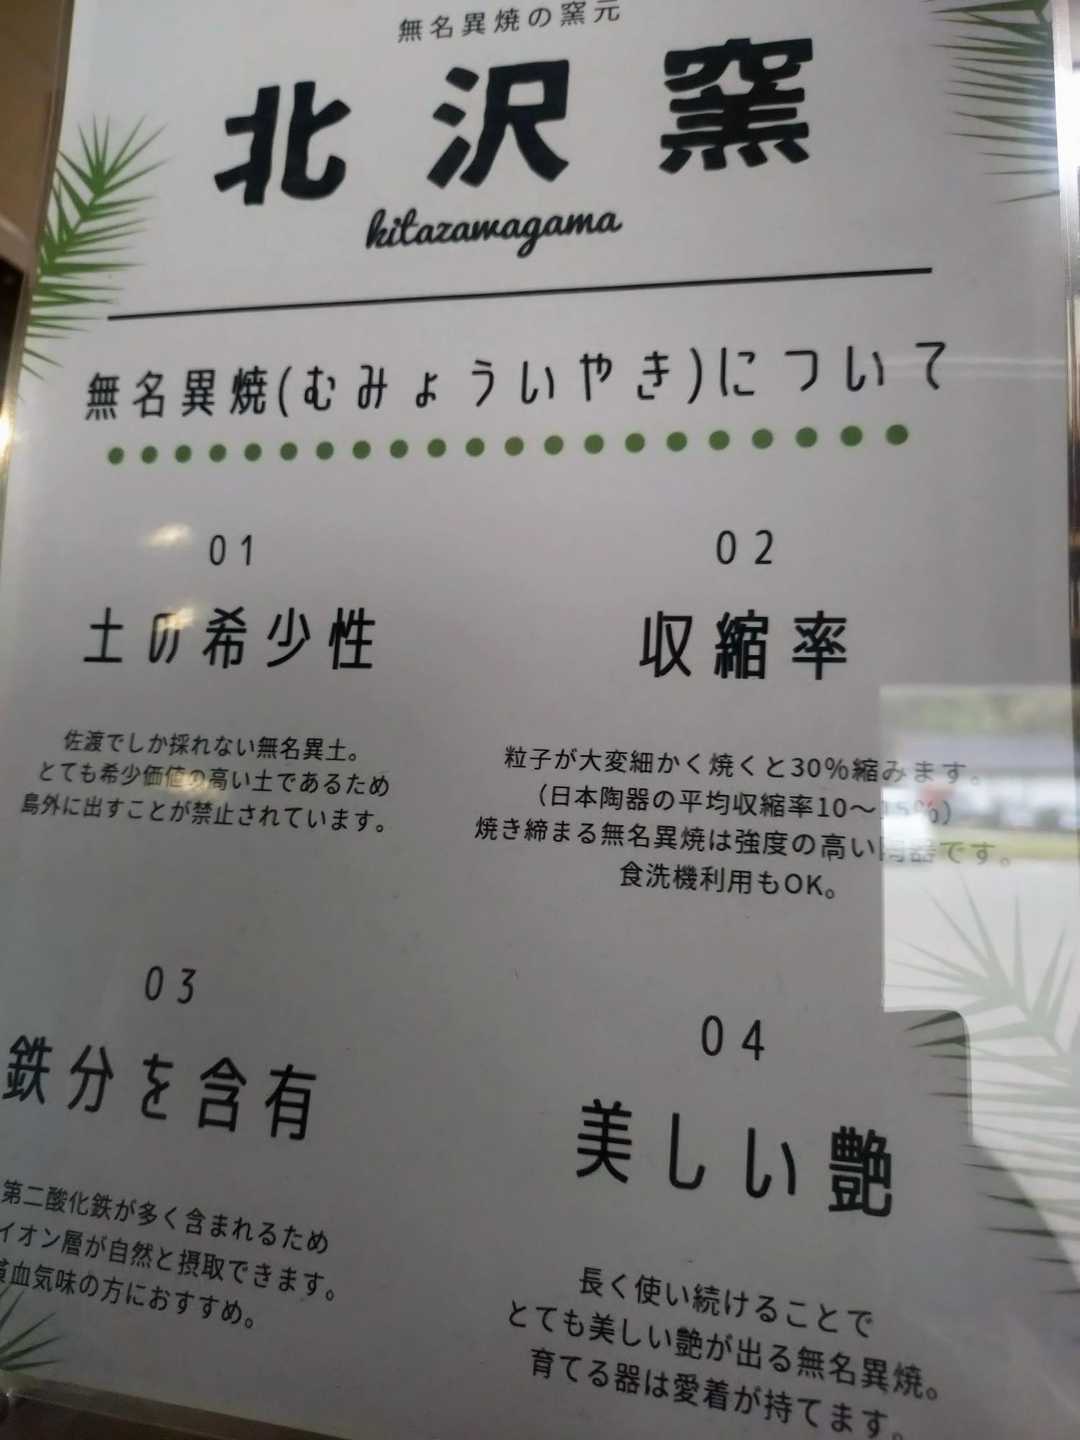 無名異焼の窯元
北沢窯
kitazawagama
無名異焼(むみょういやき)について
01
土の希少性
佐渡でしか採れない無名異土。
とても希少価値の高い土であるため
島外に出すことが禁止されています。
02
収縮率
粒子が大変細かく焼くと30%縮みます。
（日本陶器の平均収縮率10～15%）
焼き締まる無名異焼は強度の高い陶器です。
食洗機利用もOK。
03
鉄分を含有
第二酸化鉄が多く含まれるため
イオン層が自然と摂取できます。
貧血気味の方におすすめ。
04
美しい艶
長く使い続けることで
とても美しい艶が出る無名異焼。
育てる器は愛着が持てます。